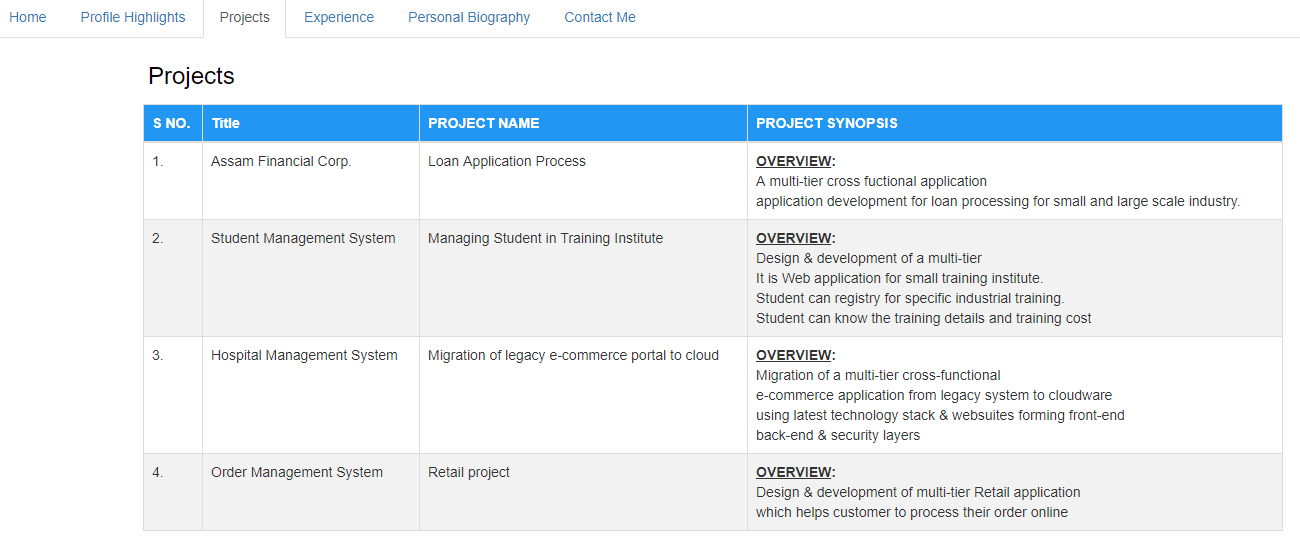 Home Profile Highlights Projects Experience Personal Biography Contact Me
Projects
S NO. Title PROJECT NAME PROJECT SYNOPSIS
1. Assam Financial Corp. Loan Application Process OVERVIEW:
A multi-tier cross fuctional application
application development for loan processing for small and large scale industry.
2. Student Management System Managing Student in Training Institute OVERVIEW:
Design & development of a multi-tier
It is Web application for small training institute.
Student can registry for specific industrial training.
Student can know the training details and training cost
3. Hospital Management System Migration of legacy e-commerce portal to cloud OVERVIEW:
Migration of a multi-tier cross-functional
e-commerce application from legacy system to cloudware
using latest technology stack & websuites forming front-end
back-end & security layers
4. Order Management System Retail project OVERVIEW:
Design & development of multi-tier Retail application
which helps customer to process their order online